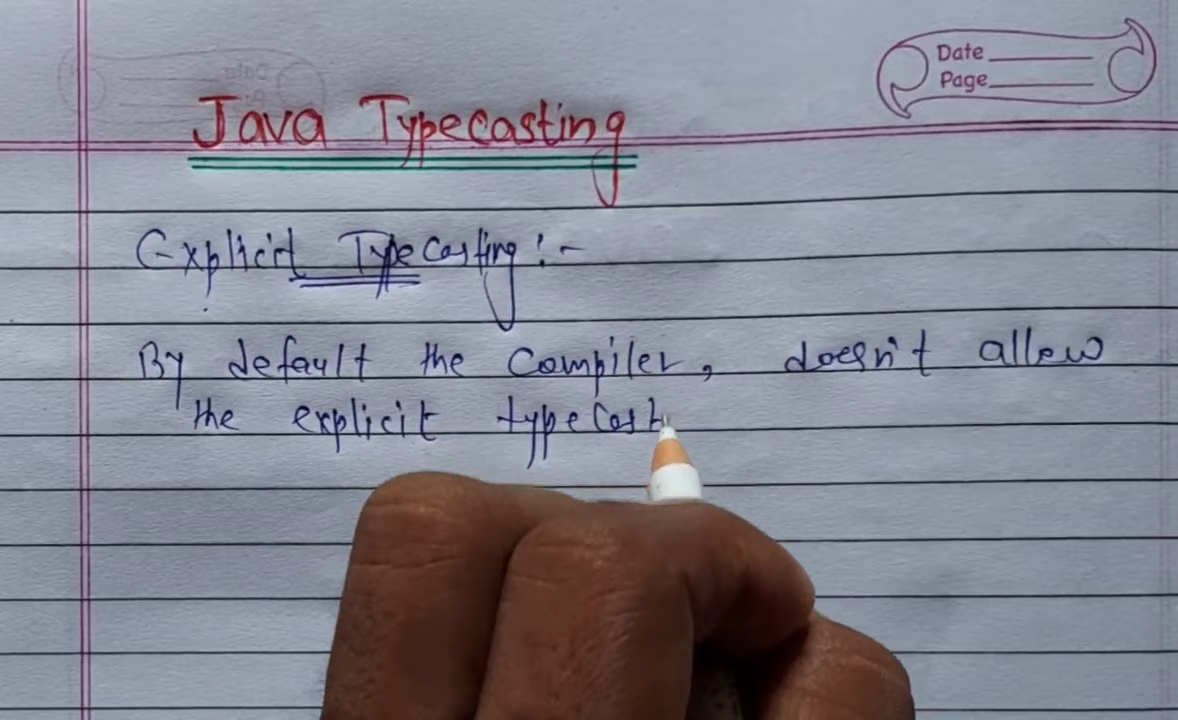 Date
Page
Java Typecasting
Explicit Typecasting :-
By default the Compiler, doesn't allow
the explicit typecast